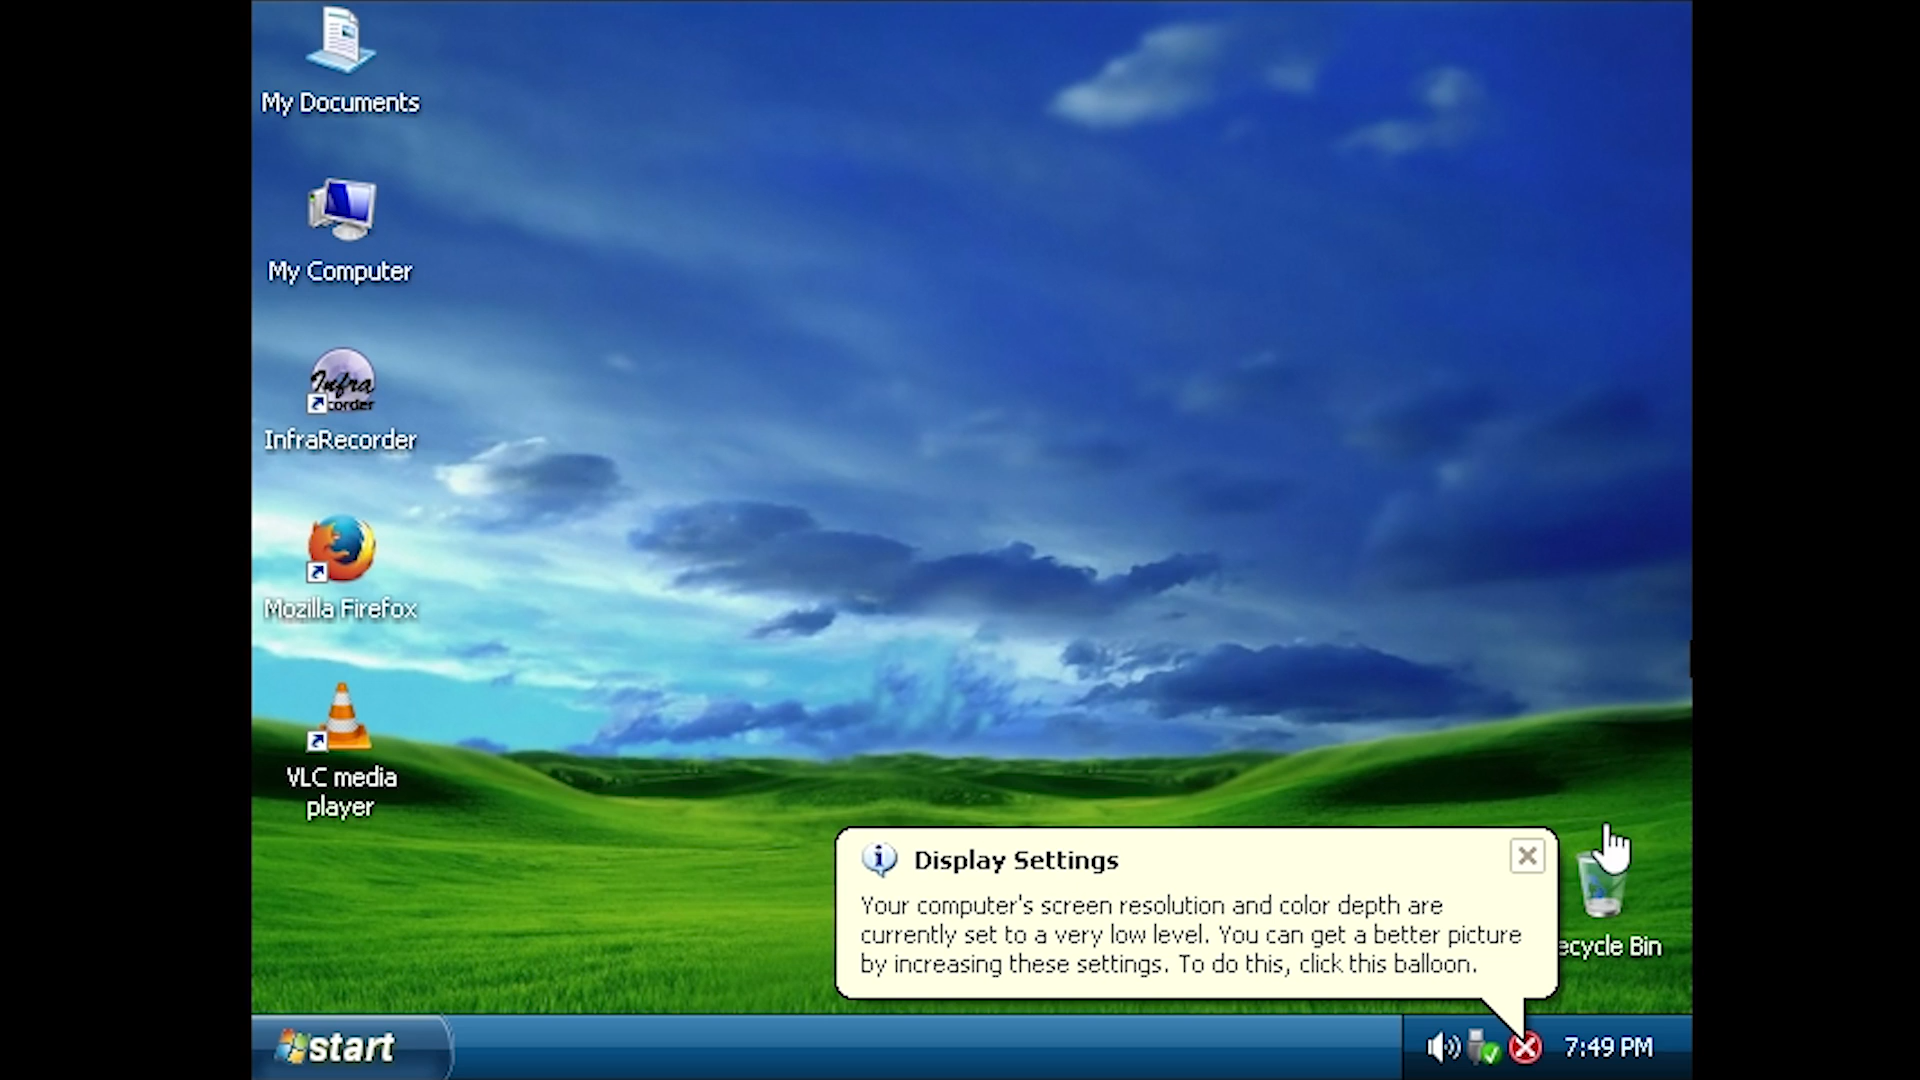 My Documents
My Computer
Infra
corder
InfraRecorder
Mozilla Firefox
VLC media
player
Display Settings
Your computer's screen resolution and color depth are
currently set to a very low level. You can get a better picture
by increasing these settings. To do this, click this balloon.
ecycle Bin
start
7:49 PM